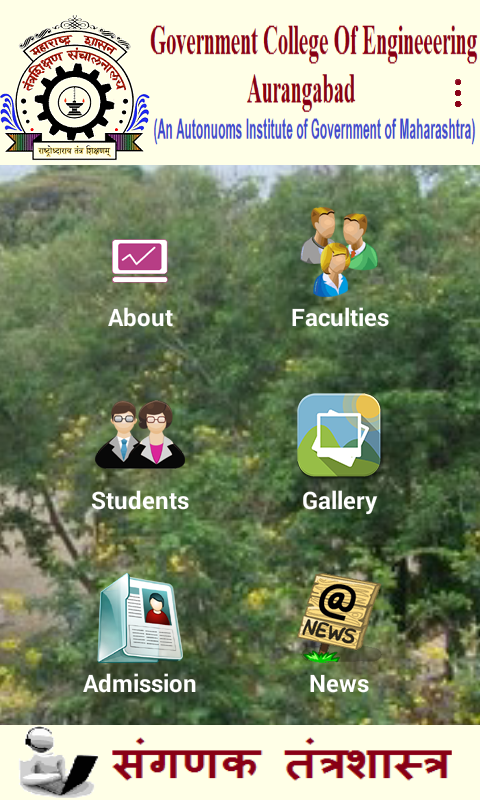 महाराष्ट्र शासन
तंत्रशिक्षण संचालनालय
Government College Of Engineeering
Aurangabad
(An Autonuoms Institute of Government of Maharashtra)
About
Faculties
Students
Gallery
@
NEWS
Admission
News
संगणक तंत्रशास्त्र